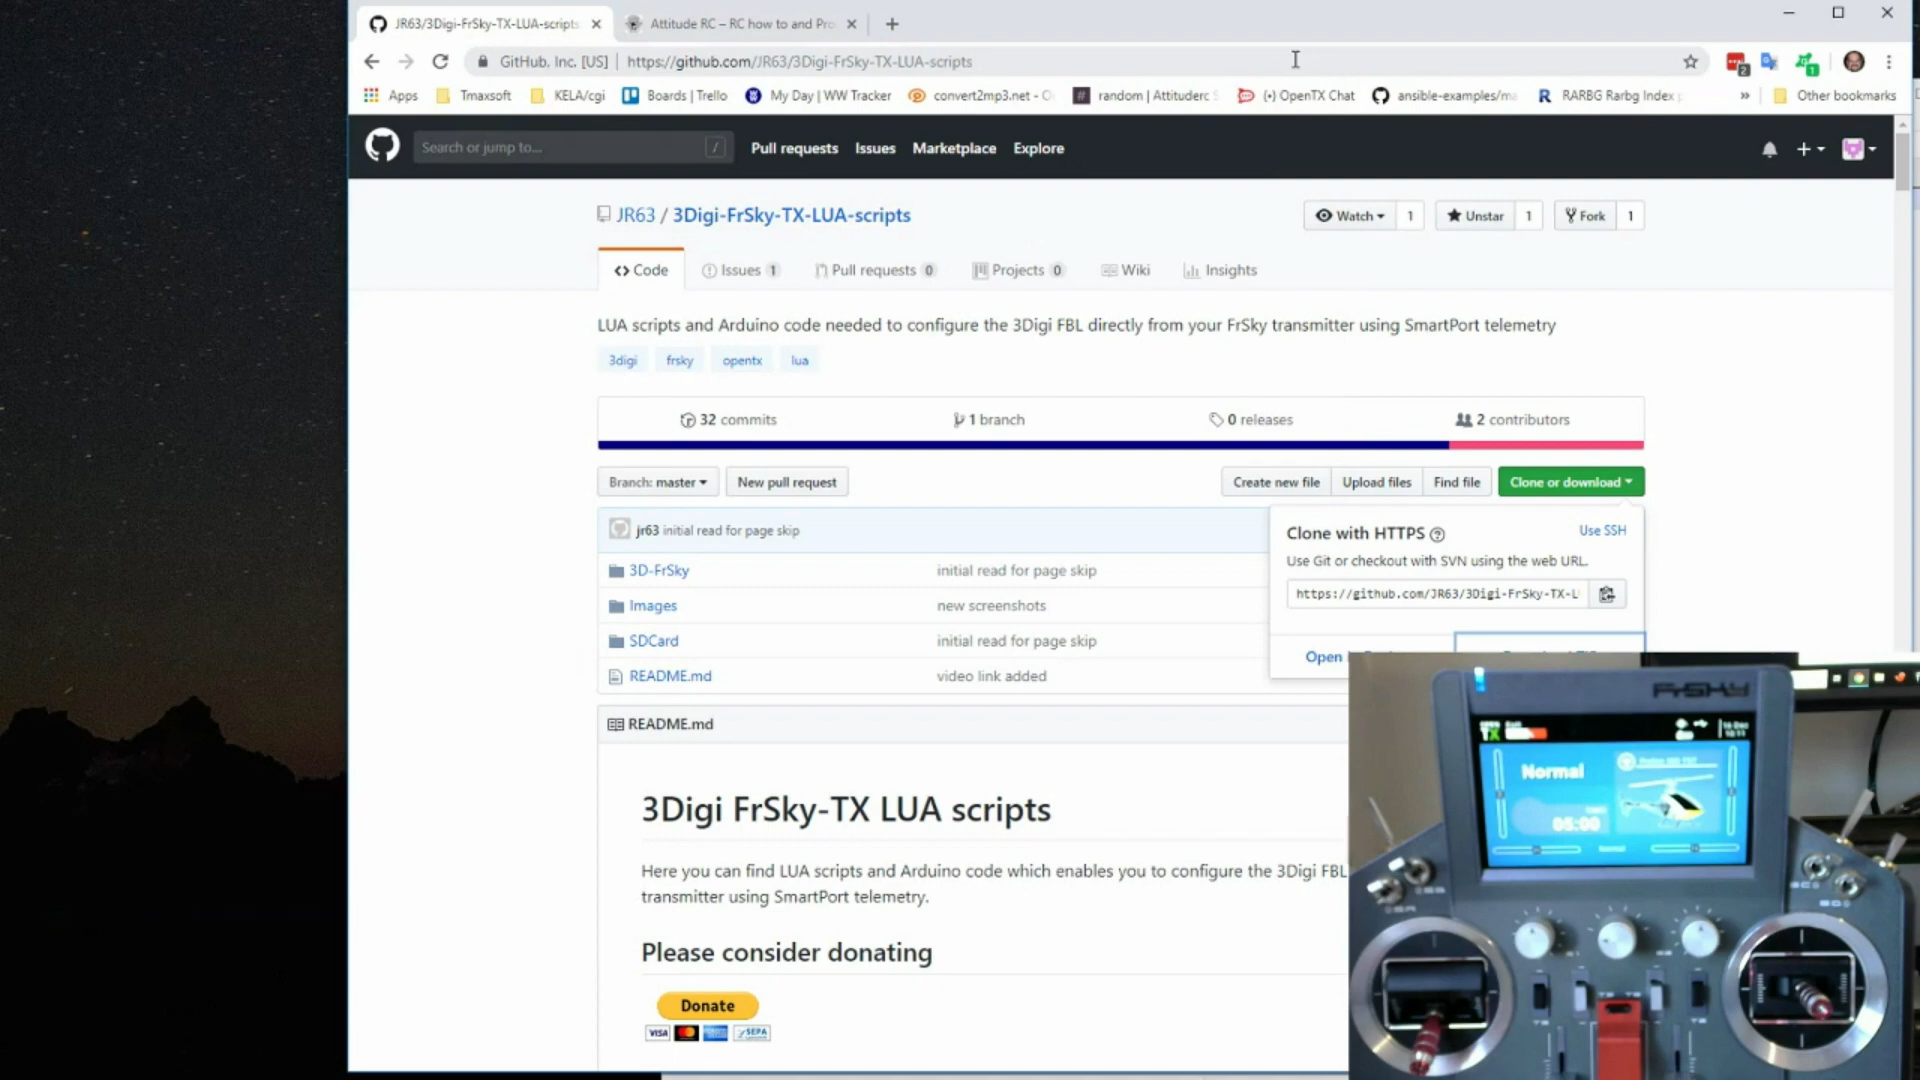 JR63/3Digi-FrSky-TX-LUA-scripts
Attitude RC – RC how to and Pro
GitHub, Inc. [US] | https://github.com/JR63/3Digi-FrSky-TX-LUA-scripts
2
1
Apps
Tmaxsoft
KELA/cgi
Boards | Trello
My Day | WW Tracker
convert2mp3.net - O
random | Attituderc S
(•) OpenTX Chat
ansible-examples/ma
RARBG Rarbg Index
»
Other bookmarks
Search or jump to...
/
Pull requests
Issues
Marketplace
Explore
JR63 / 3Digi-FrSky-TX-LUA-scripts
Watch 1
Unstar 1
Fork 1
Code
Issues 1
Pull requests 0
Projects 0
Wiki
Insights
LUA scripts and Arduino code needed to configure the 3Digi FBL directly from your FrSky transmitter using SmartPort telemetry
3digi
frsky
opentx
lua
32 commits
1 branch
0 releases
2 contributors
Branch: master
New pull request
Create new file
Upload files
Find file
Clone or download
jr63 initial read for page skip
3D-FrSky
initial read for page skip
Images
new screenshots
SDCard
initial read for page skip
README.md
video link added
Clone with HTTPS
Use SSH
Use Git or checkout with SVN using the web URL.
https://github.com/JR63/3Digi-FrSky-TX-L
Open
README.md
3Digi FrSky-TX LUA scripts
Here you can find LUA scripts and Arduino code which enables you to configure the 3Digi FBL
transmitter using SmartPort telemetry.
Please consider donating
Donate
VISA
SEPA
FrSKY
TX
Normal
05:00
Normal